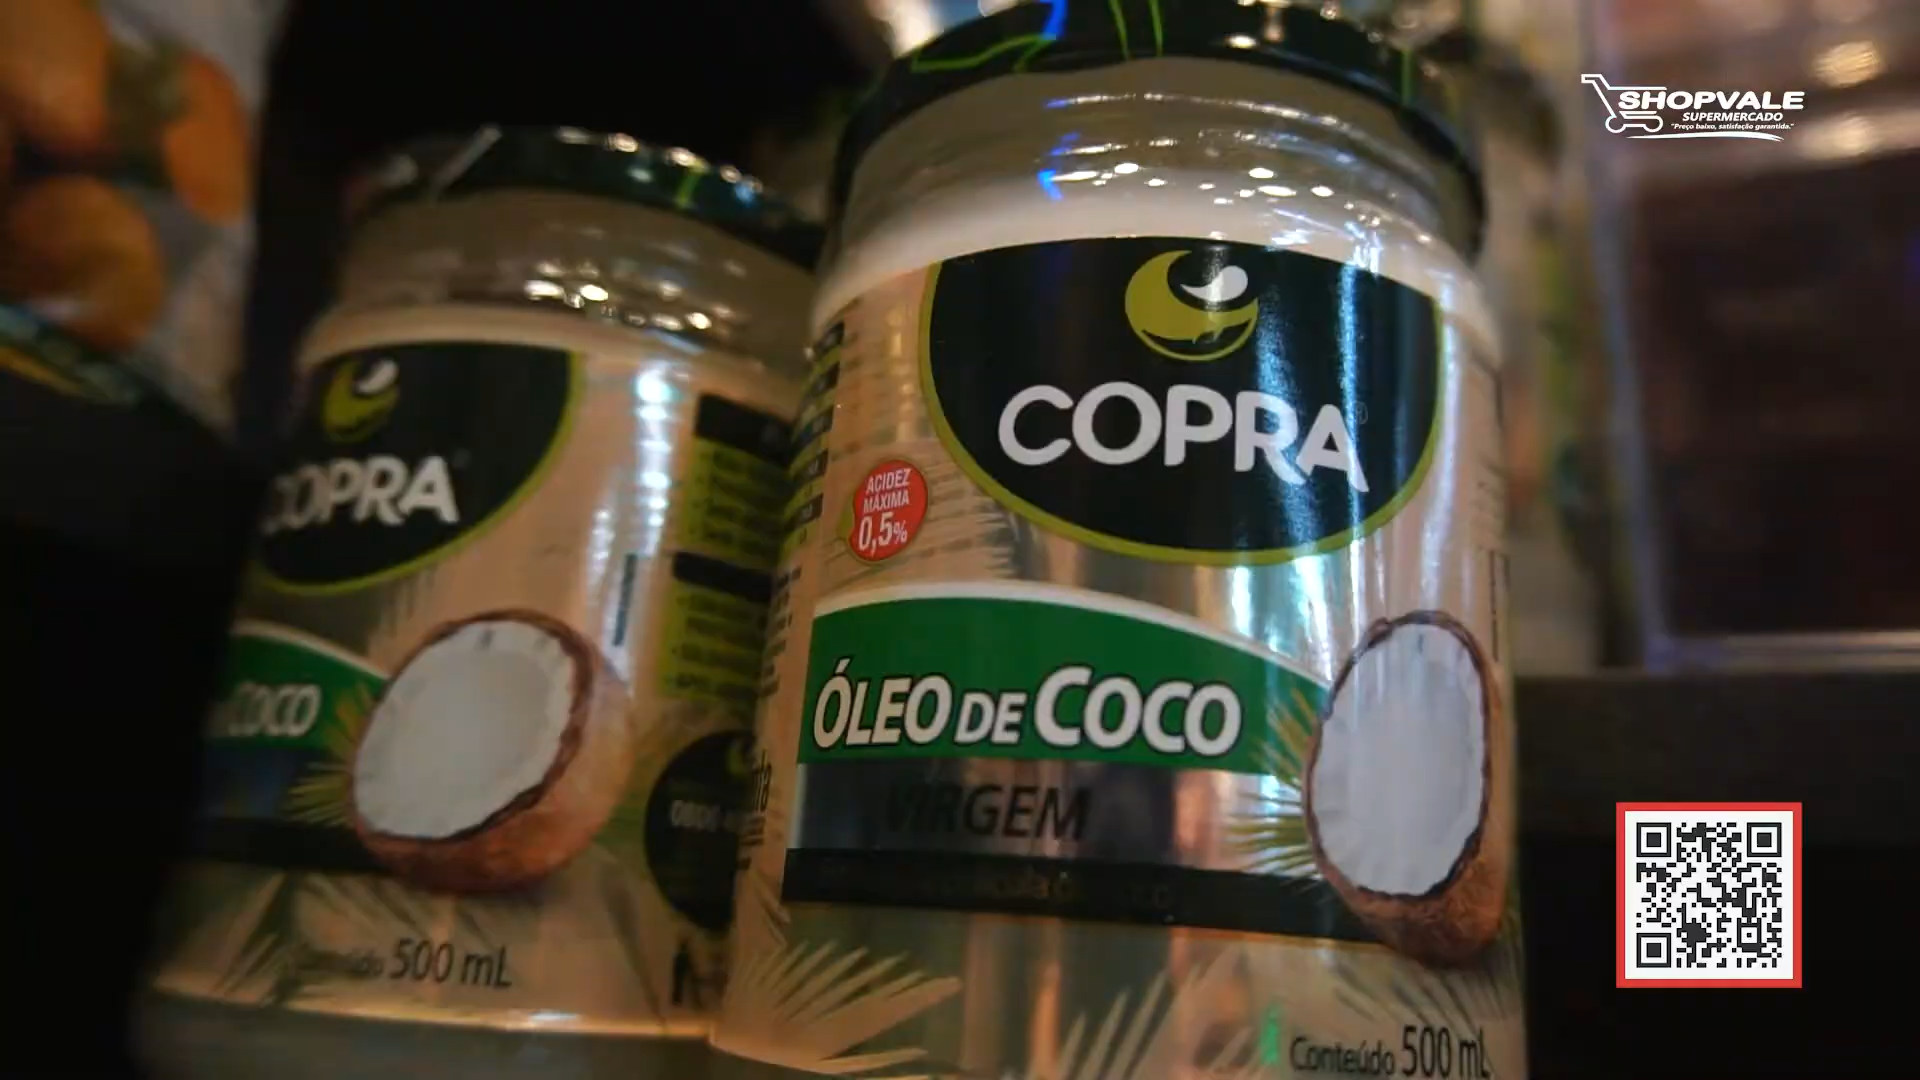 SHOPVALE
SUPERMERCADO
"Preço baixo, satisfação garantida."
COPRA
ACIDEZ
MÁXIMA
0,5%
ÓLEO DE COCO
VIRGEM
Conteúdo 500 mL
COPRA
COCO
500 mL